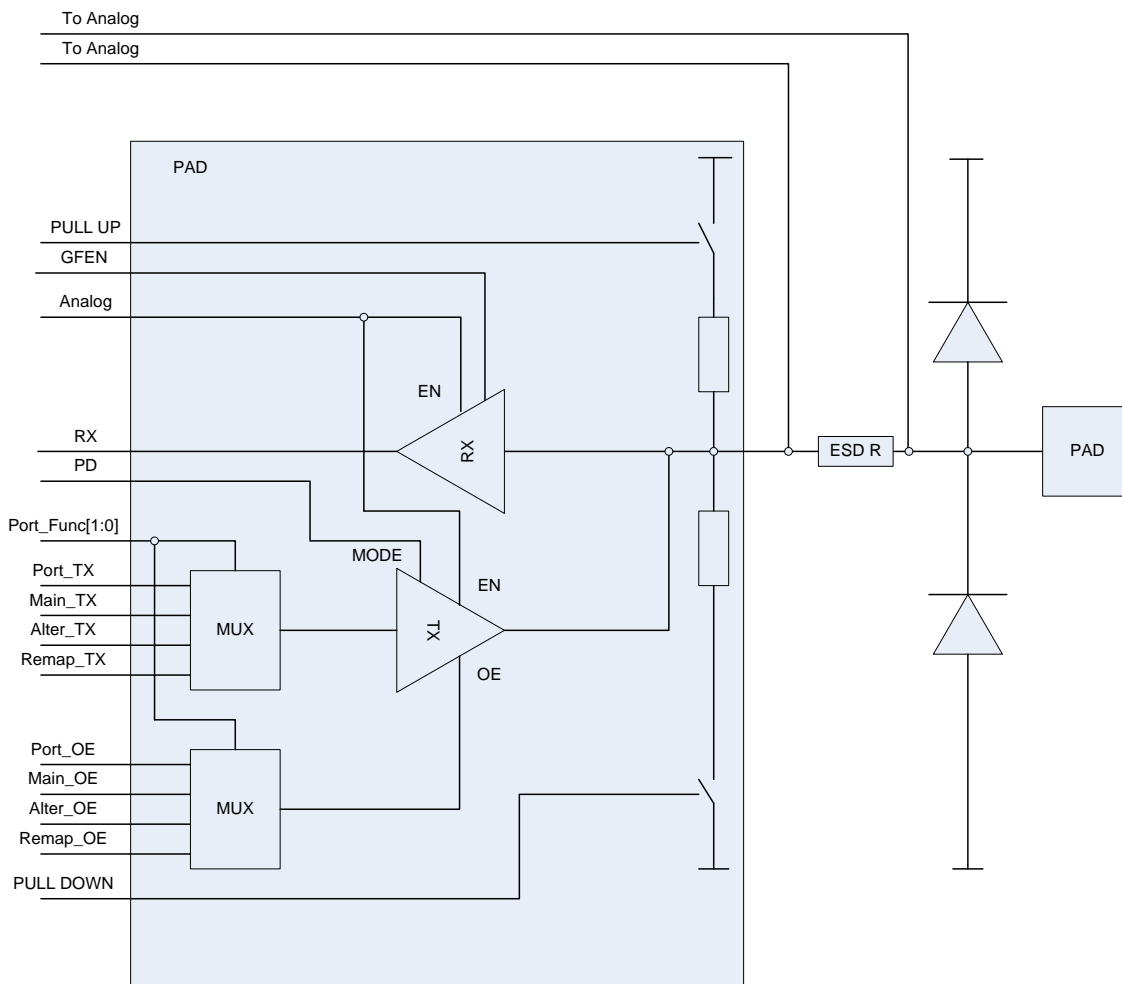 To Analog
To Analog
PAD
PULL UP
GFEN
Analog
EN
RX
RX
PD
ESD R
PAD
Port_Func[1:0]
MODE
EN
Port_TX
Main_TX
Alter_TX
Remap_TX
MUX
TX
OE
Port_OE
Main_OE
Alter_OE
Remap_OE
MUX
PULL DOWN